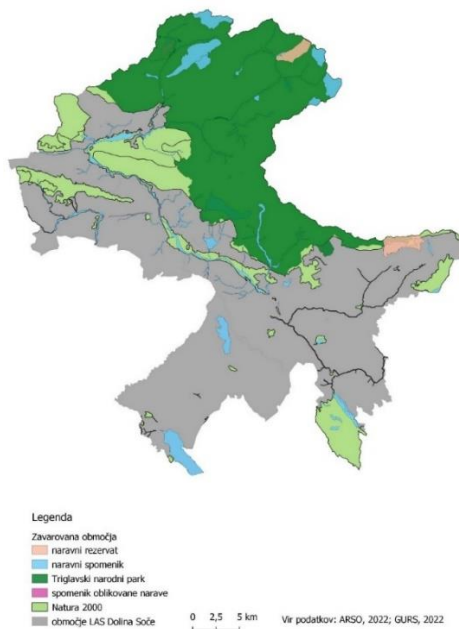 Legenda
Zavarovana območja
naravni rezervat
naravni spomenik
Triglavski narodni park
spomenik oblikovane narave
Natura 2000
območje LAS Dolina Soče
0 2,5 5 km
Vir podatkov: ARSO, 2022; GURS, 2022